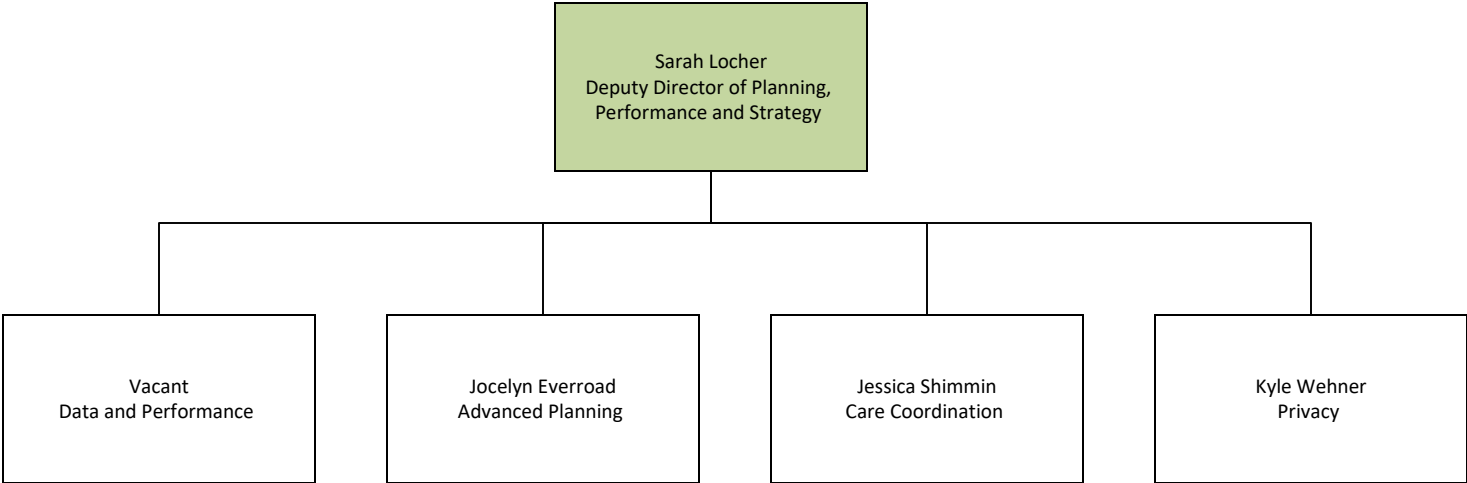 Sarah Locher
Deputy Director of Planning,
Performance and Strategy
Vacant
Data and Performance
Jocelyn Everroad
Advanced Planning
Jessica Shimmin
Care Coordination
Kyle Wehner
Privacy